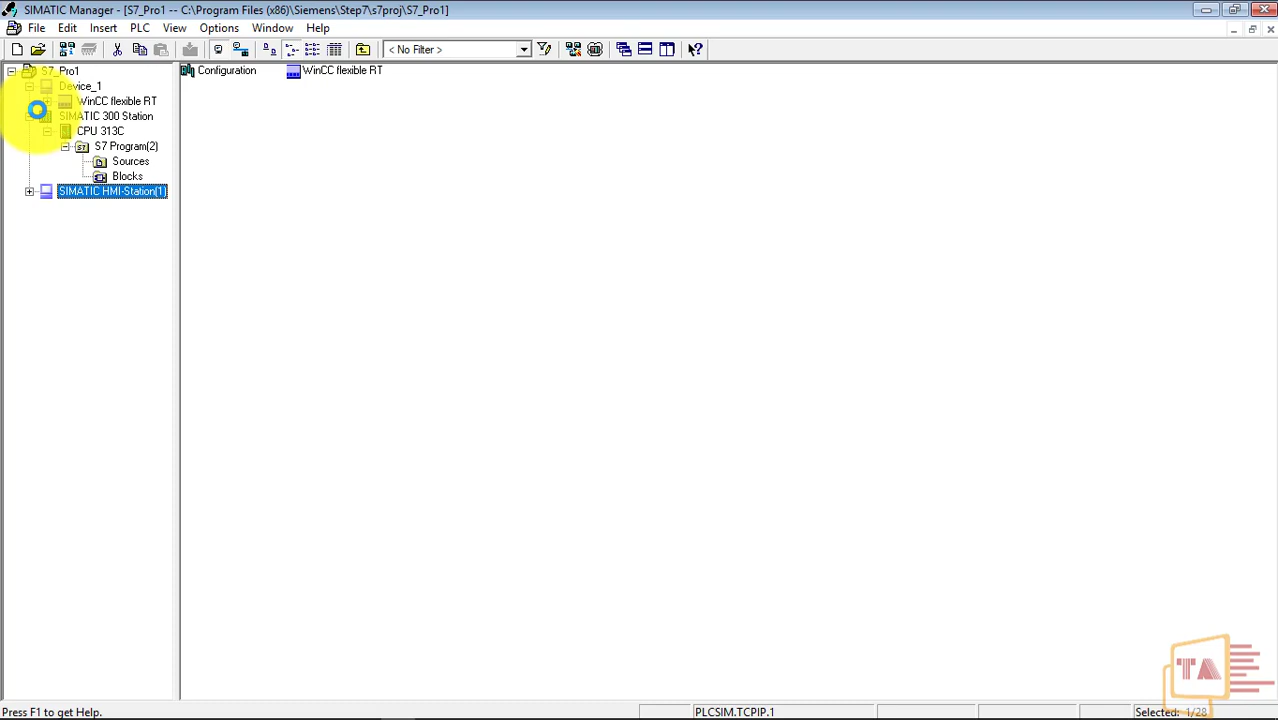 SIMATIC Manager - [S7_Pro1 -- C:\Program Files (x86)\Siemens\Step7\s7proj\S7_Pro1]
File Edit Insert PLC View Options Window Help
< No Filter >
S7_Pro1
Device_1
WinCC flexible RT
SIMATIC 300 Station
CPU 313C
S7 Program(2)
Sources
Blocks
SIMATIC HMI-Station(1)
Configuration WinCC flexible RT
TA
Press F1 to get Help. PLCSIM.TCPIP.1 Selected: 1/28